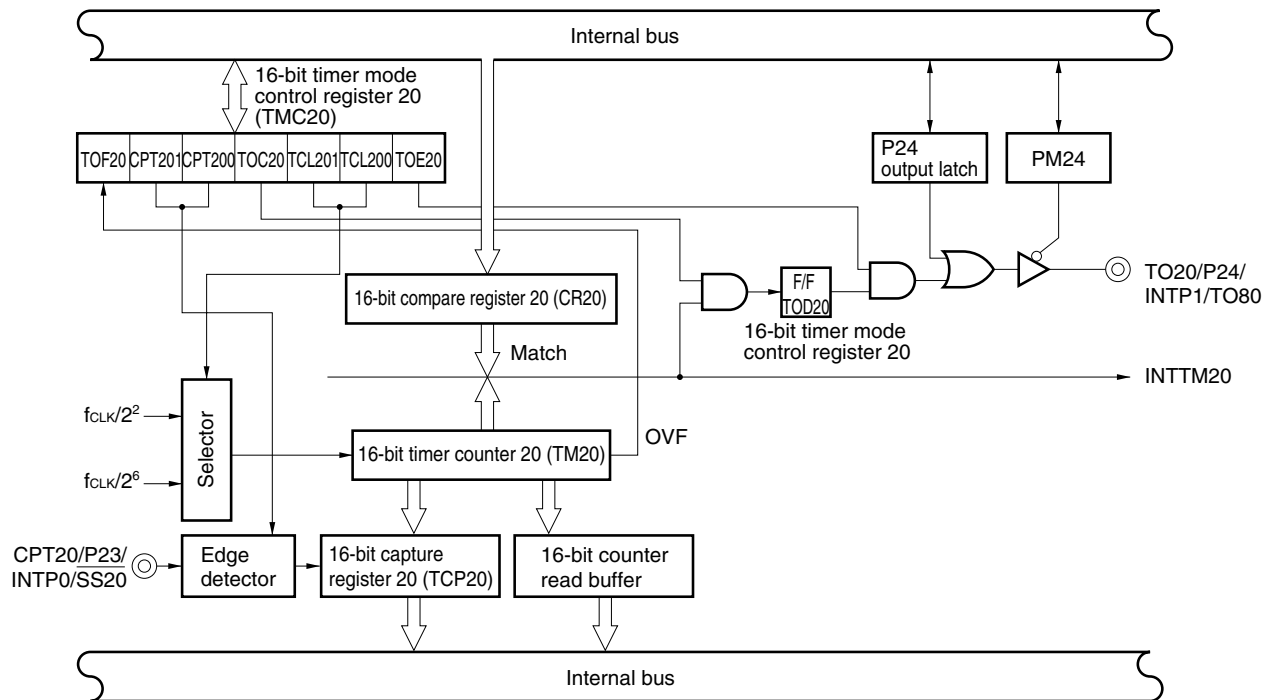 Internal bus
16-bit timer mode
control register 20
(TMC20)
TOF20 CPT201 CPT200 TOC20 TCL201 TCL200 TOE20
P24
output latch
PM24
16-bit compare register 20 (CR20)
F/F
TOD20
16-bit timer mode
control register 20
TO20/P24/
INTP1/TO80
Match
INTTM20
fCLK/2²
fCLK/2⁶
Selector
16-bit timer counter 20 (TM20)
OVF
CPT20/P23/
INTP0/SS20
Edge
detector
16-bit capture
register 20 (TCP20)
16-bit counter
read buffer
Internal bus